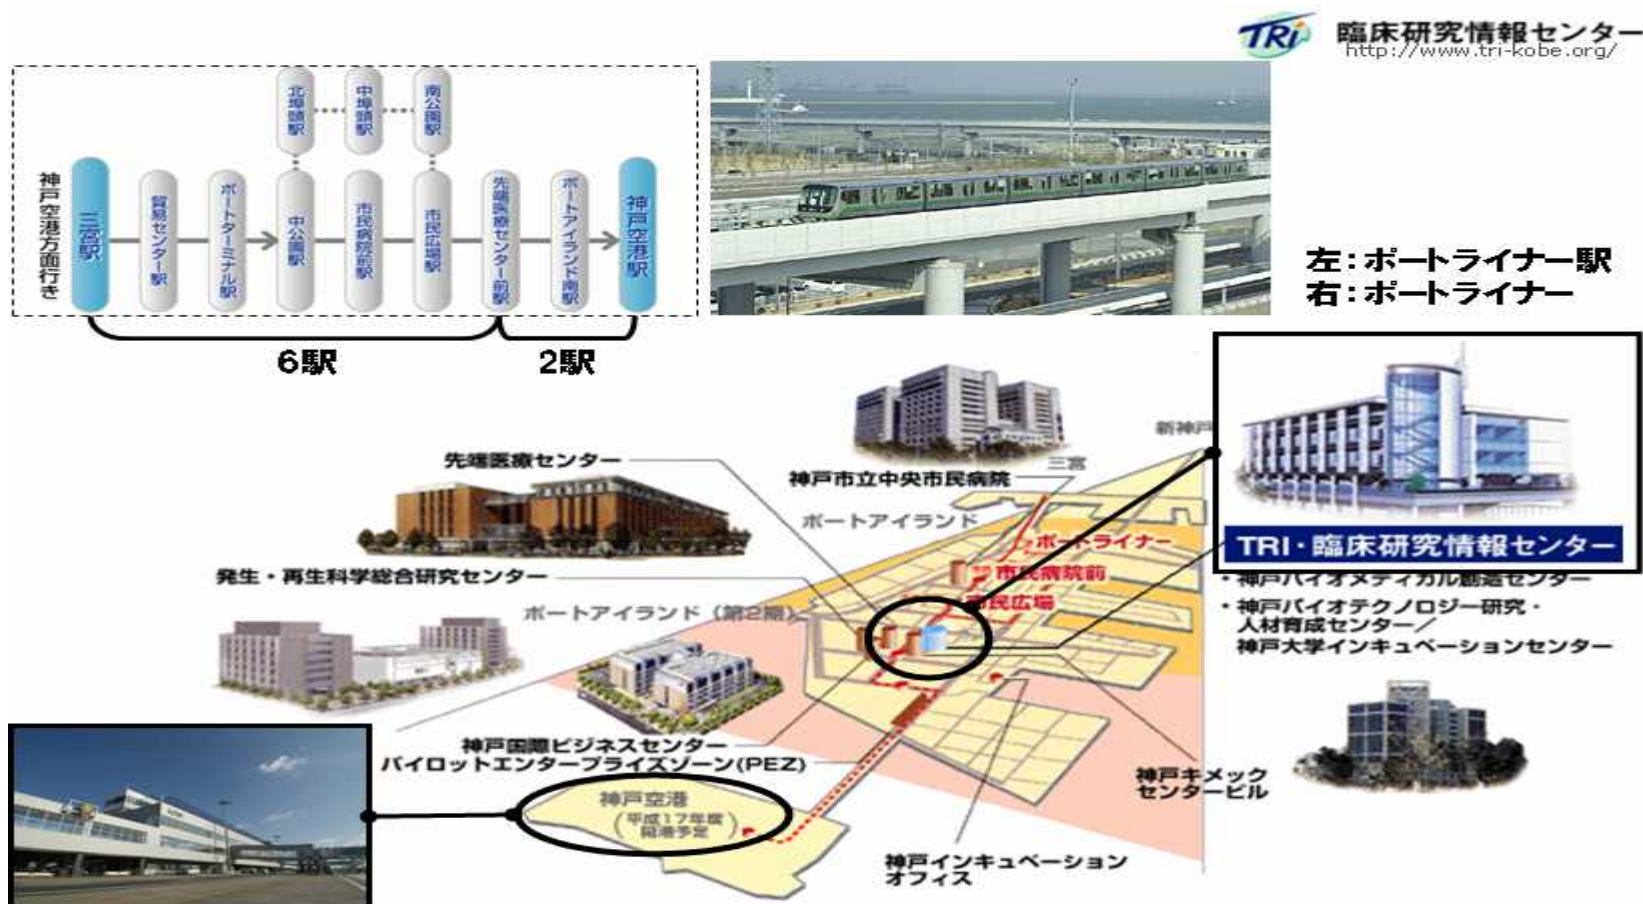 TRi 臨床研究情報センター
http://www.tri-kobe.org/
北埠頭駅
中埠頭駅
南公園駅
神戸空港方面行き
三宮駅
貿易センター駅
ポートターミナル駅
中公園駅
市民病院前駅
市民広場駅
先端医療センター前駅
ポートアイランド南駅
神戸空港駅
6駅
2駅
左:ポートライナー駅
右:ポートライナー
新神戸
三宮
先端医療センター
神戸市立中央市民病院
ポートアイランド
ポートライナー
TRI・臨床研究情報センター
市民病院前
発生・再生科学総合研究センター
・神戸バイオメディカル創造センター
市民広場
ポートアイランド(第2期)
・神戸バイオテクノロジー研究・
人材育成センター/
神戸大学インキュベーションセンター
神戸国際ビジネスセンター
パイロットエンタープライズゾーン(PEZ)
神戸キメック
センタービル
神戸空港
(平成17年度
開港予定)
神戸インキュベーション
オフィス